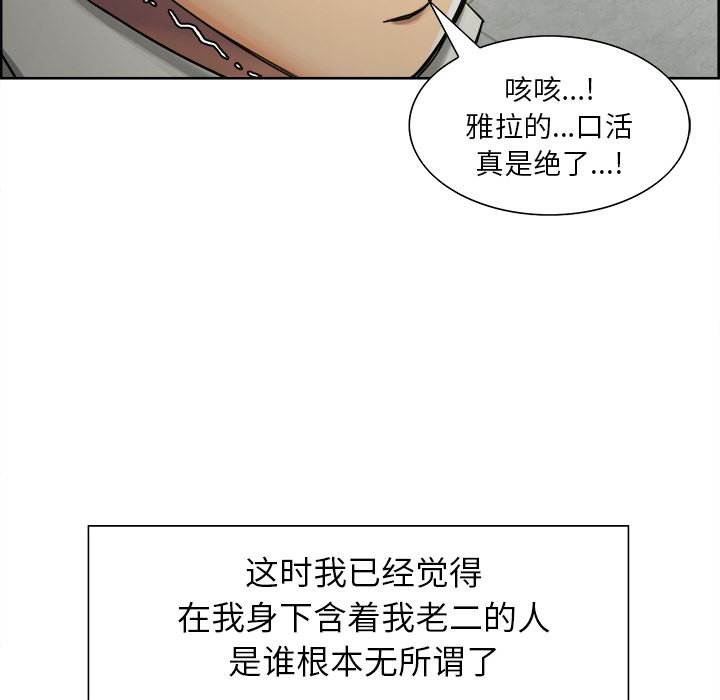 咳咳...!
雅拉的...口活
真是绝了...!
这时我已经觉得
在我身下含着我老二的人
是谁根本无所谓了